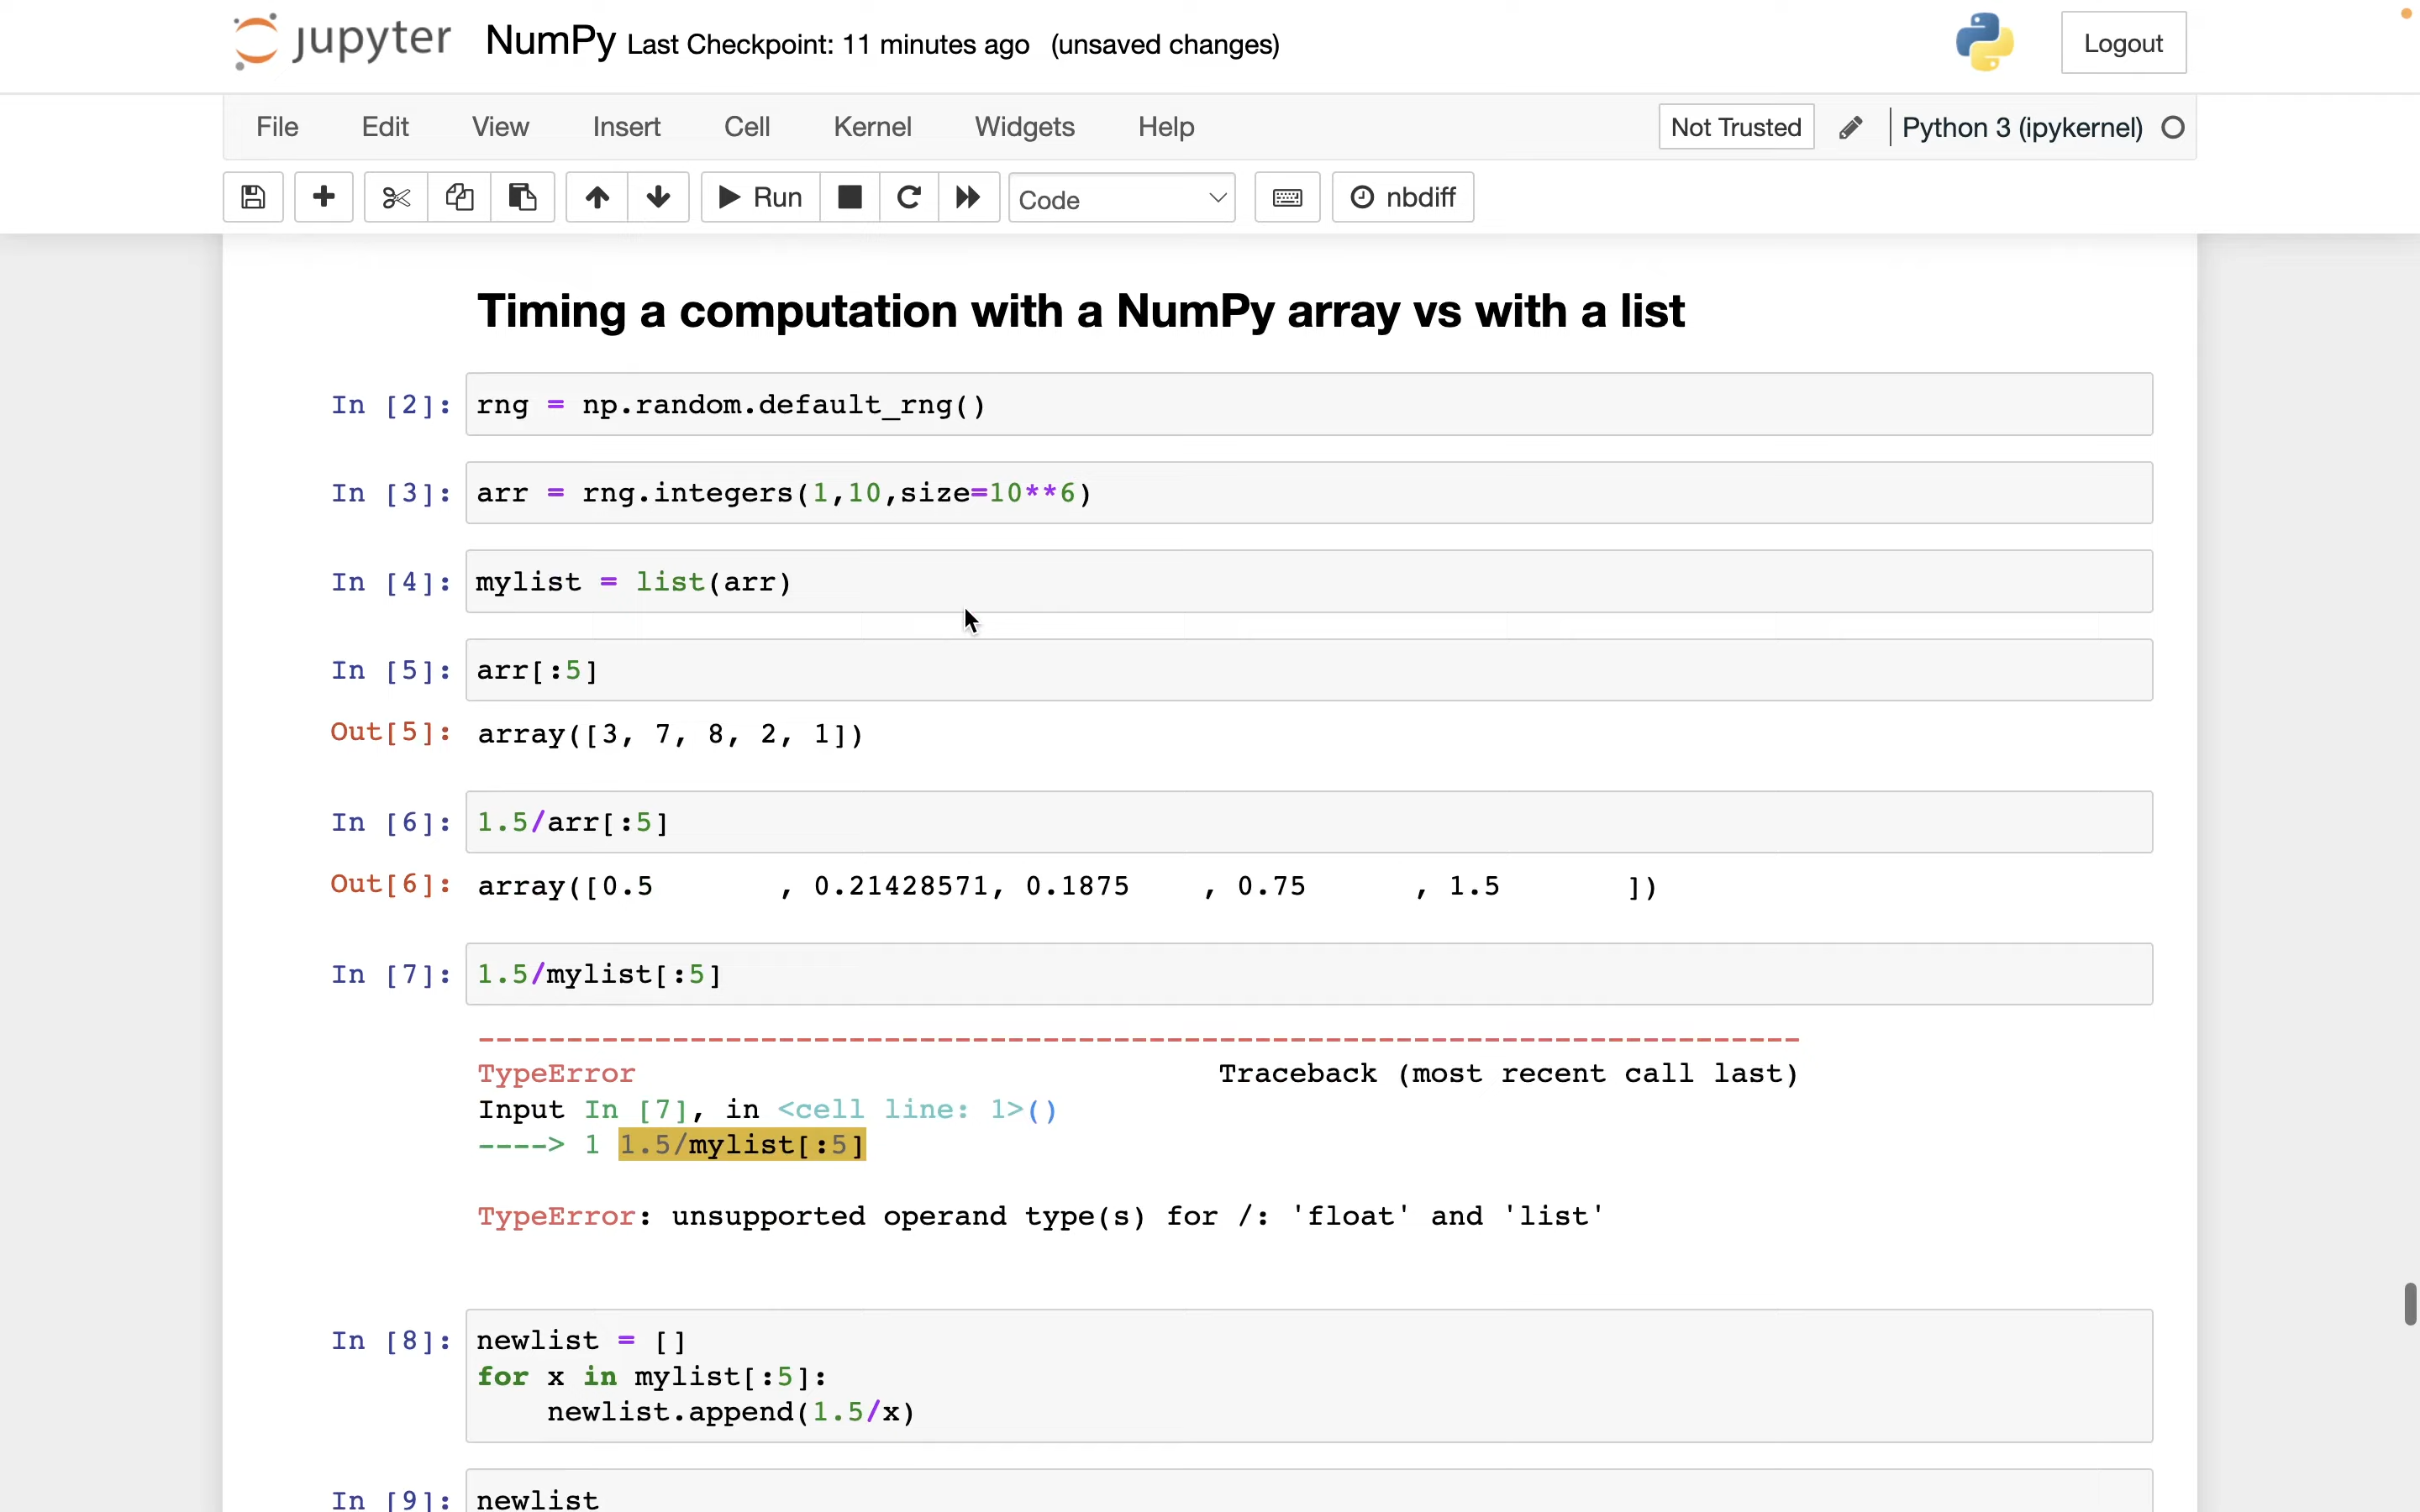 jupyter NumPy Last Checkpoint: 11 minutes ago (unsaved changes) Logout
File Edit View Insert Cell Kernel Widgets Help Not Trusted Python 3 (ipykernel)
Run Code nbdiff
Timing a computation with a NumPy array vs with a list
In [2]: rng = np.random.default_rng()
In [3]: arr = rng.integers(1,10,size=10**6)
In [4]: mylist = list(arr)
In [5]: arr[:5]
Out[5]: array([3, 7, 8, 2, 1])
In [6]: 1.5/arr[:5]
Out[6]: array([0.5       , 0.21428571, 0.1875    , 0.75      , 1.5       ])
In [7]: 1.5/mylist[:5]
---------------------------------------------------------------------------
TypeError                                 Traceback (most recent call last)
Input In [7], in <cell line: 1>()
----> 1 1.5/mylist[:5]
TypeError: unsupported operand type(s) for /: 'float' and 'list'
In [8]: newlist = []
for x in mylist[:5]:
    newlist.append(1.5/x)
In [9]: newlist